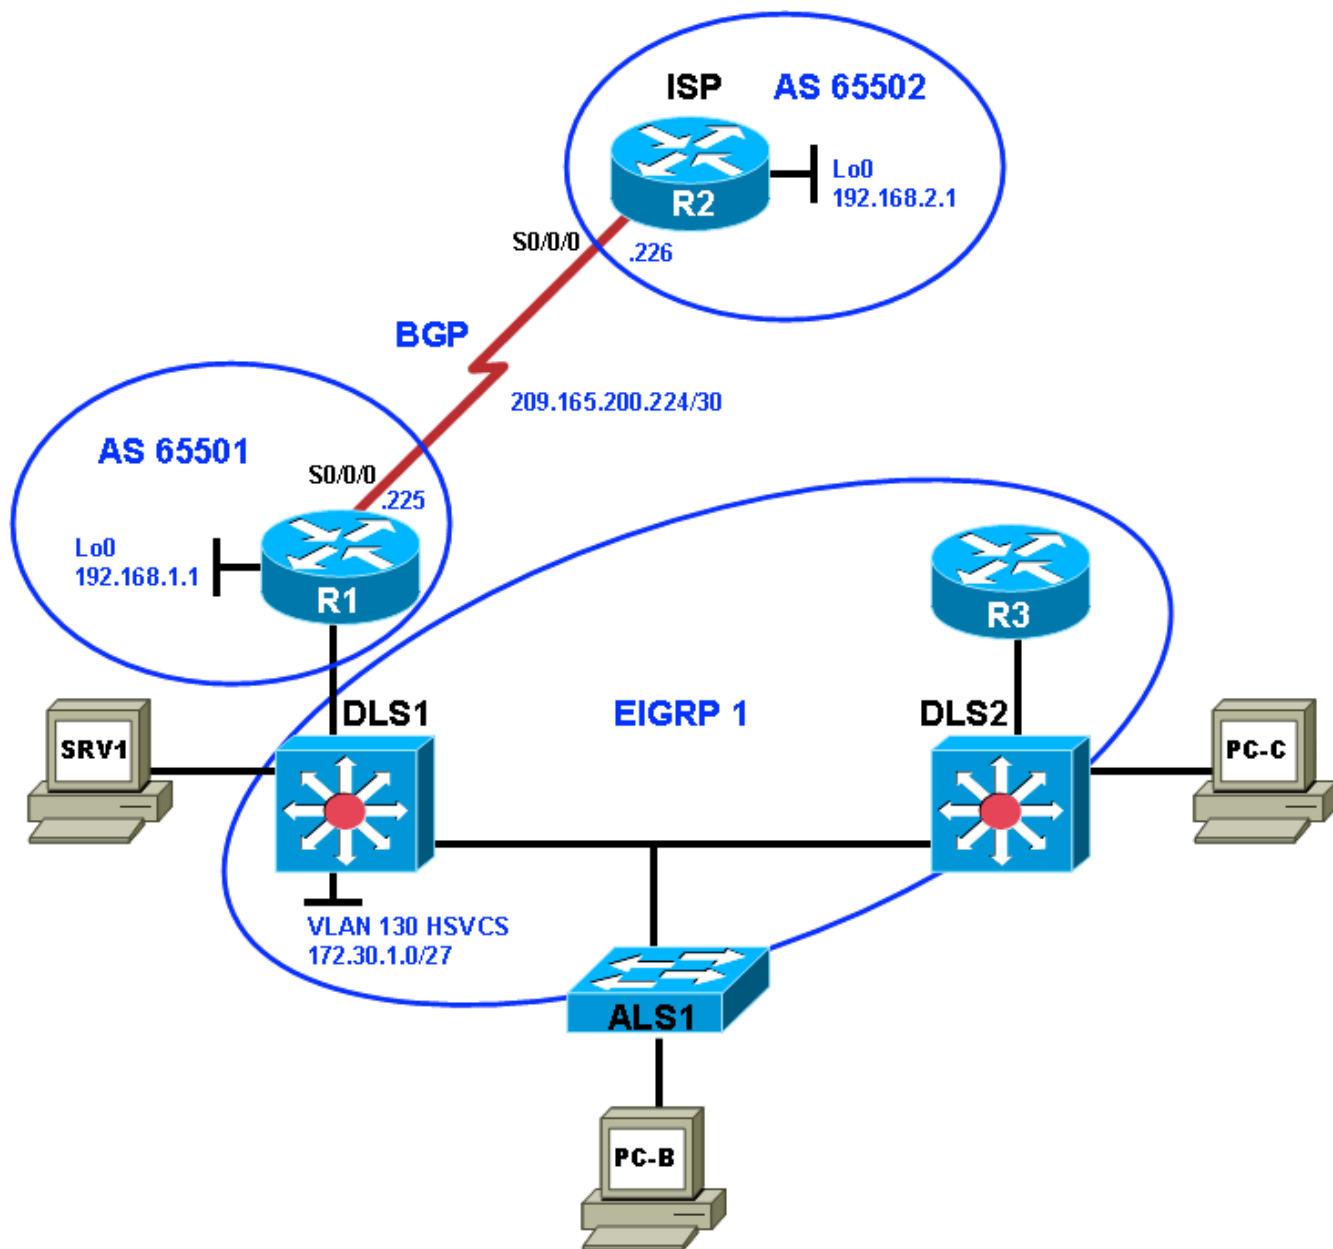 ISP
AS 65502
R2
Lo0
192.168.2.1
S0/0/0
.226
BGP
209.165.200.224/30
AS 65501
S0/0/0
.225
Lo0
192.168.1.1
R1
R3
DLS1
EIGRP 1
DLS2
SRV1
PC-C
VLAN 130 HSVCS
172.30.1.0/27
ALS1
PC-B